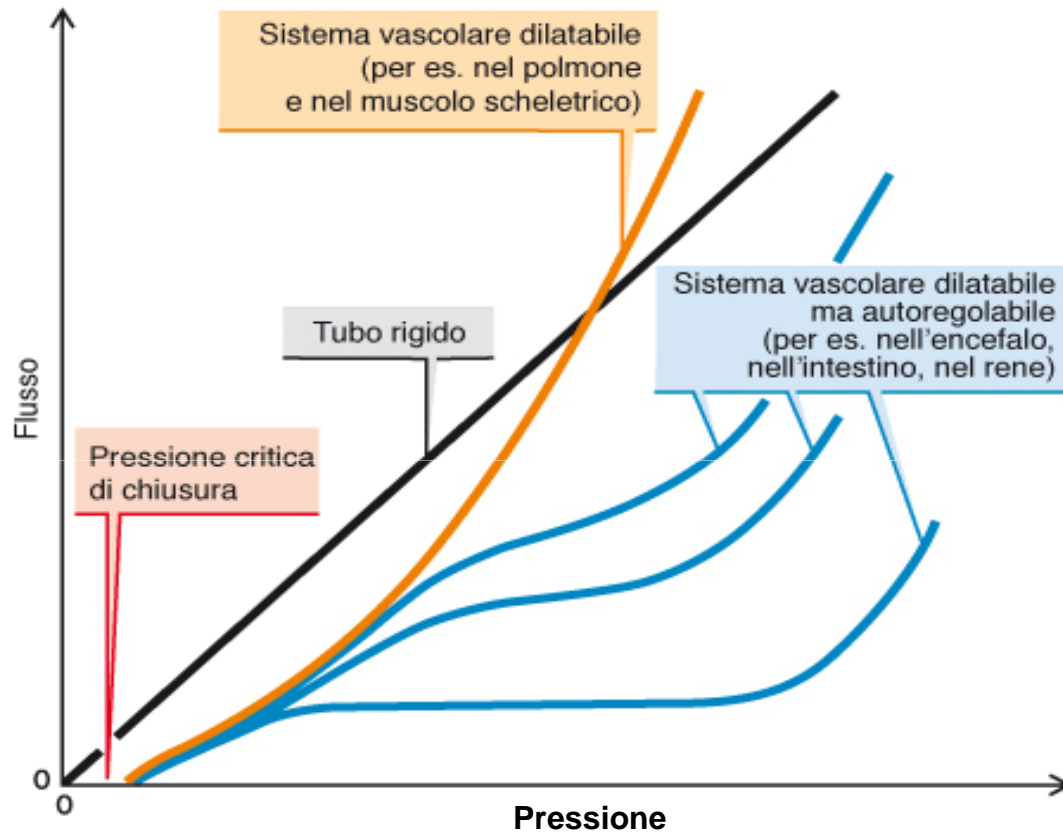 Sistema vascolare dilatabile
(per es. nel polmone
e nel muscolo scheletrico)
Sistema vascolare dilatabile
ma autoregolabile
(per es. nell'encefalo,
nell'intestino, nel rene)
Tubo rigido
Flusso
Pressione critica
di chiusura
0
0
Pressione